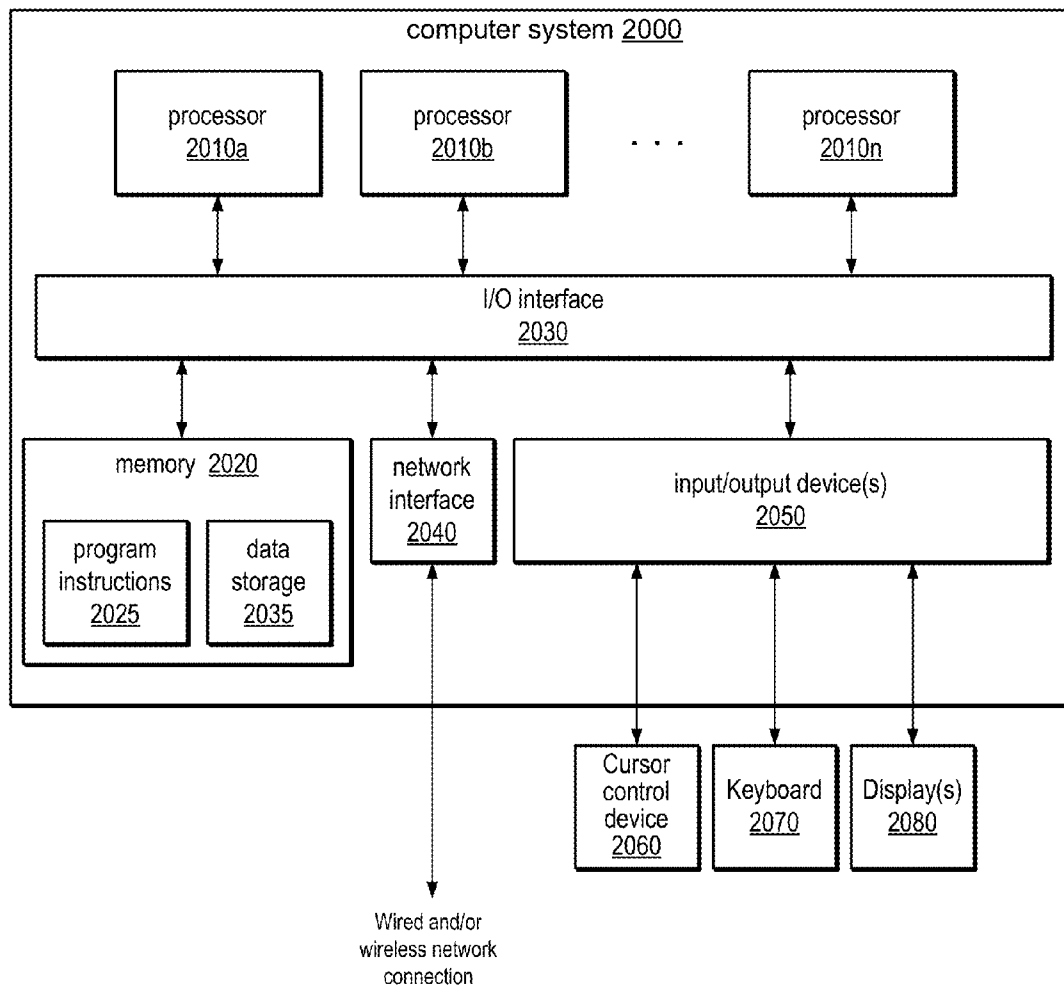 computer system 2000
processor
2010a
processor
2010b
. . .
processor
2010n
I/O interface
2030
memory 2020
program
instructions
2025
data
storage
2035
network
interface
2040
input/output device(s)
2050
Cursor
control
device
2060
Keyboard
2070
Display(s)
2080
Wired and/or
wireless network
connection